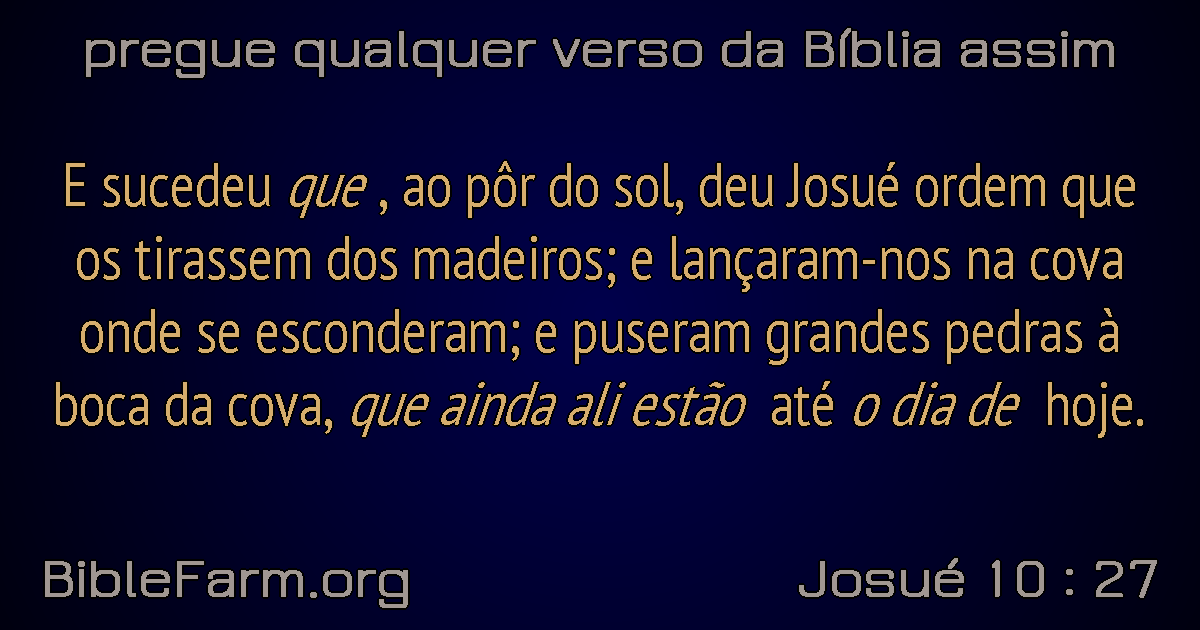 pregue qualquer verso da Bíblia assim
E sucedeu que , ao pôr do sol, deu Josué ordem que
os tirassem dos madeiros; e lançaram-nos na cova
onde se esconderam; e puseram grandes pedras à
boca da cova, que ainda ali estão até o dia de hoje.
BibleFarm.org
Josué 10 : 27